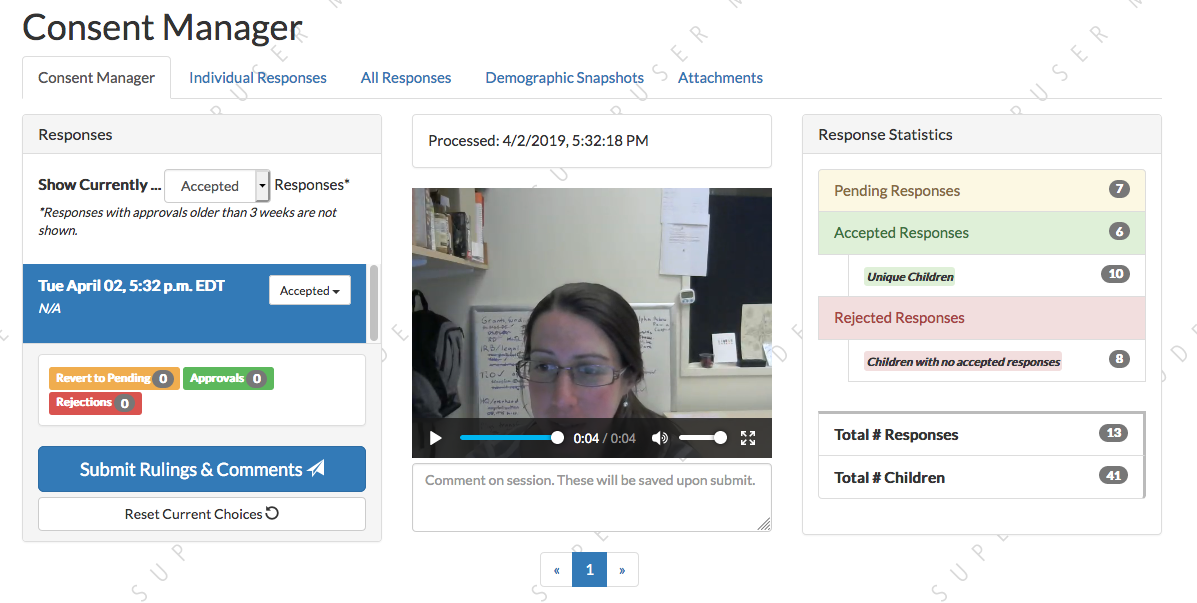 Consent Manager
Consent Manager
Individual Responses
All Responses
Demographic Snapshots
Attachments
Responses
Show Currently ... Accepted Responses*
*Responses with approvals older than 3 weeks are not
shown.
Tue April 02, 5:32 p.m. EDT
N/A
Accepted
Revert to Pending 0
Approvals 0
Rejections 0
Submit Rulings & Comments
Reset Current Choices
Processed: 4/2/2019, 5:32:18 PM
IRB/legal
0:04 / 0:04
Comment on session. These will be saved upon submit.
« 1 »
Response Statistics
Pending Responses 7
Accepted Responses 6
Unique Children 10
Rejected Responses
Children with no accepted responses 8
Total # Responses 13
Total # Children 41
SUPER
SUPER